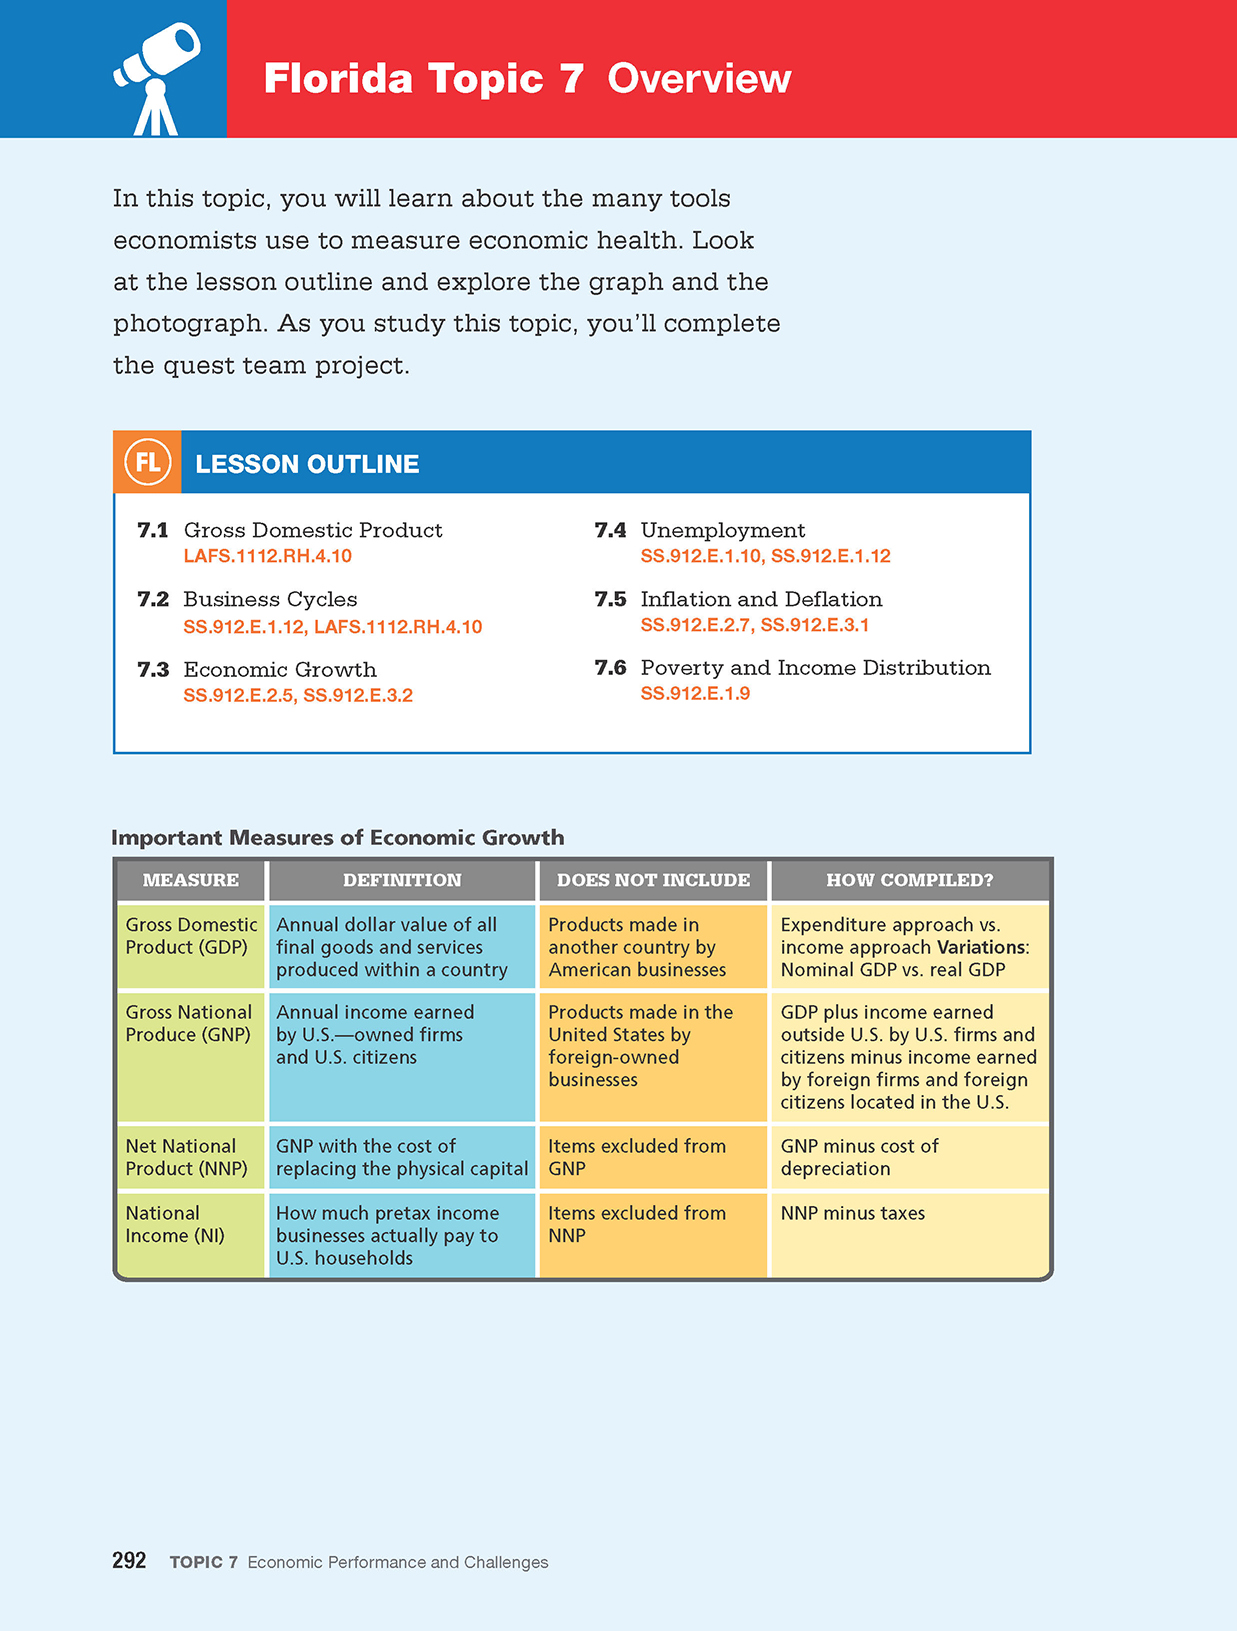 Florida Topic 7 Overview
In this topic, you will learn about the many tools
economists use to measure economic health. Look
at the lesson outline and explore the graph and the
photograph. As you study this topic, you'll complete
the quest team project.
FL LESSON OUTLINE
7.1 Gross Domestic Product
LAFS.1112.RH.4.10
7.2 Business Cycles
SS.912.E.1.12, LAFS.1112.RH.4.10
7.3 Economic Growth
SS.912.E.2.5, SS.912.E.3.2
7.4 Unemployment
SS.912.E.1.10, SS.912.E.1.12
7.5 Inflation and Deflation
SS.912.E.2.7, SS.912.E.3.1
7.6 Poverty and Income Distribution
SS.912.E.1.9
Important Measures of Economic Growth
MEASURE DEFINITION DOES NOT INCLUDE HOW COMPILED?
Gross Domestic
Product (GDP)
Annual dollar value of all
final goods and services
produced within a country
Products made in
another country by
American businesses
Expenditure approach vs.
income approach Variations:
Nominal GDP vs. real GDP
Gross National
Produce (GNP)
Annual income earned
by U.S.—owned firms
and U.S. citizens
Products made in the
United States by
foreign-owned
businesses
GDP plus income earned
outside U.S. by U.S. firms and
citizens minus income earned
by foreign firms and foreign
citizens located in the U.S.
Net National
Product (NNP)
GNP with the cost of
replacing the physical capital
Items excluded from
GNP
GNP minus cost of
depreciation
National
Income (NI)
How much pretax income
businesses actually pay to
U.S. households
Items excluded from
NNP
NNP minus taxes
292 TOPIC 7 Economic Performance and Challenges